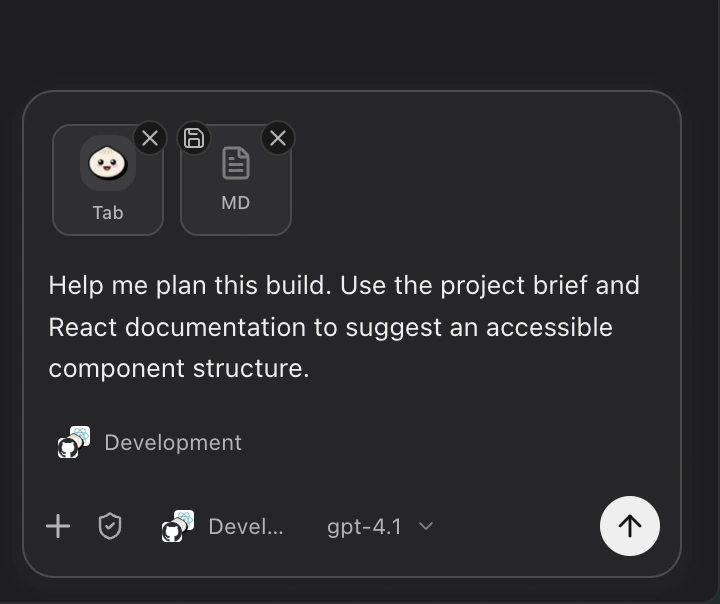 Tab
MD
Help me plan this build. Use the project brief and
React documentation to suggest an accessible
component structure.
Development
Devel...
gpt-4.1